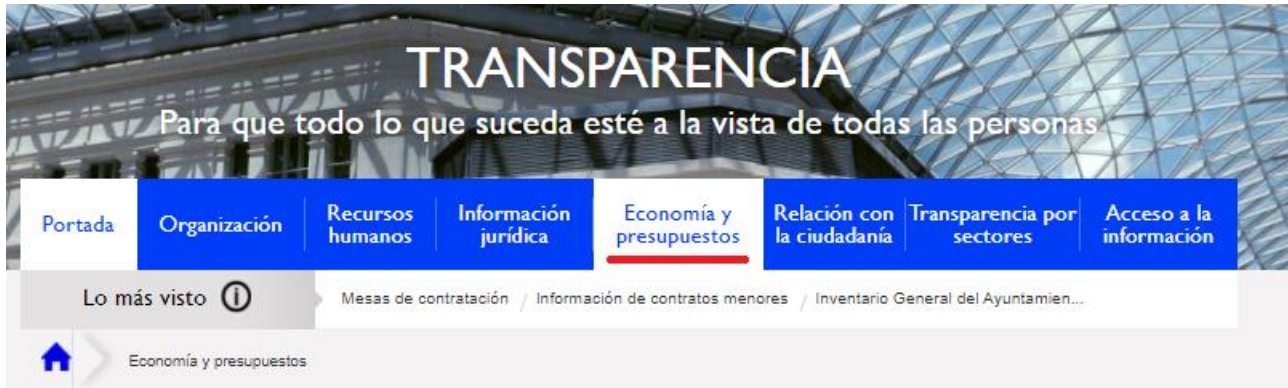 TRANSPARENCIA
Para que todo lo que suceda esté a la vista de todas las personas
Portada
Organización
Recursos
humanos
Información
jurídica
Economía y
presupuestos
Relación con
la ciudadanía
Transparencia por
sectores
Acceso a la
información
Lo más visto
Mesas de contratación / Información de contratos menores / Inventario General del Ayuntamien...
Economía y presupuestos